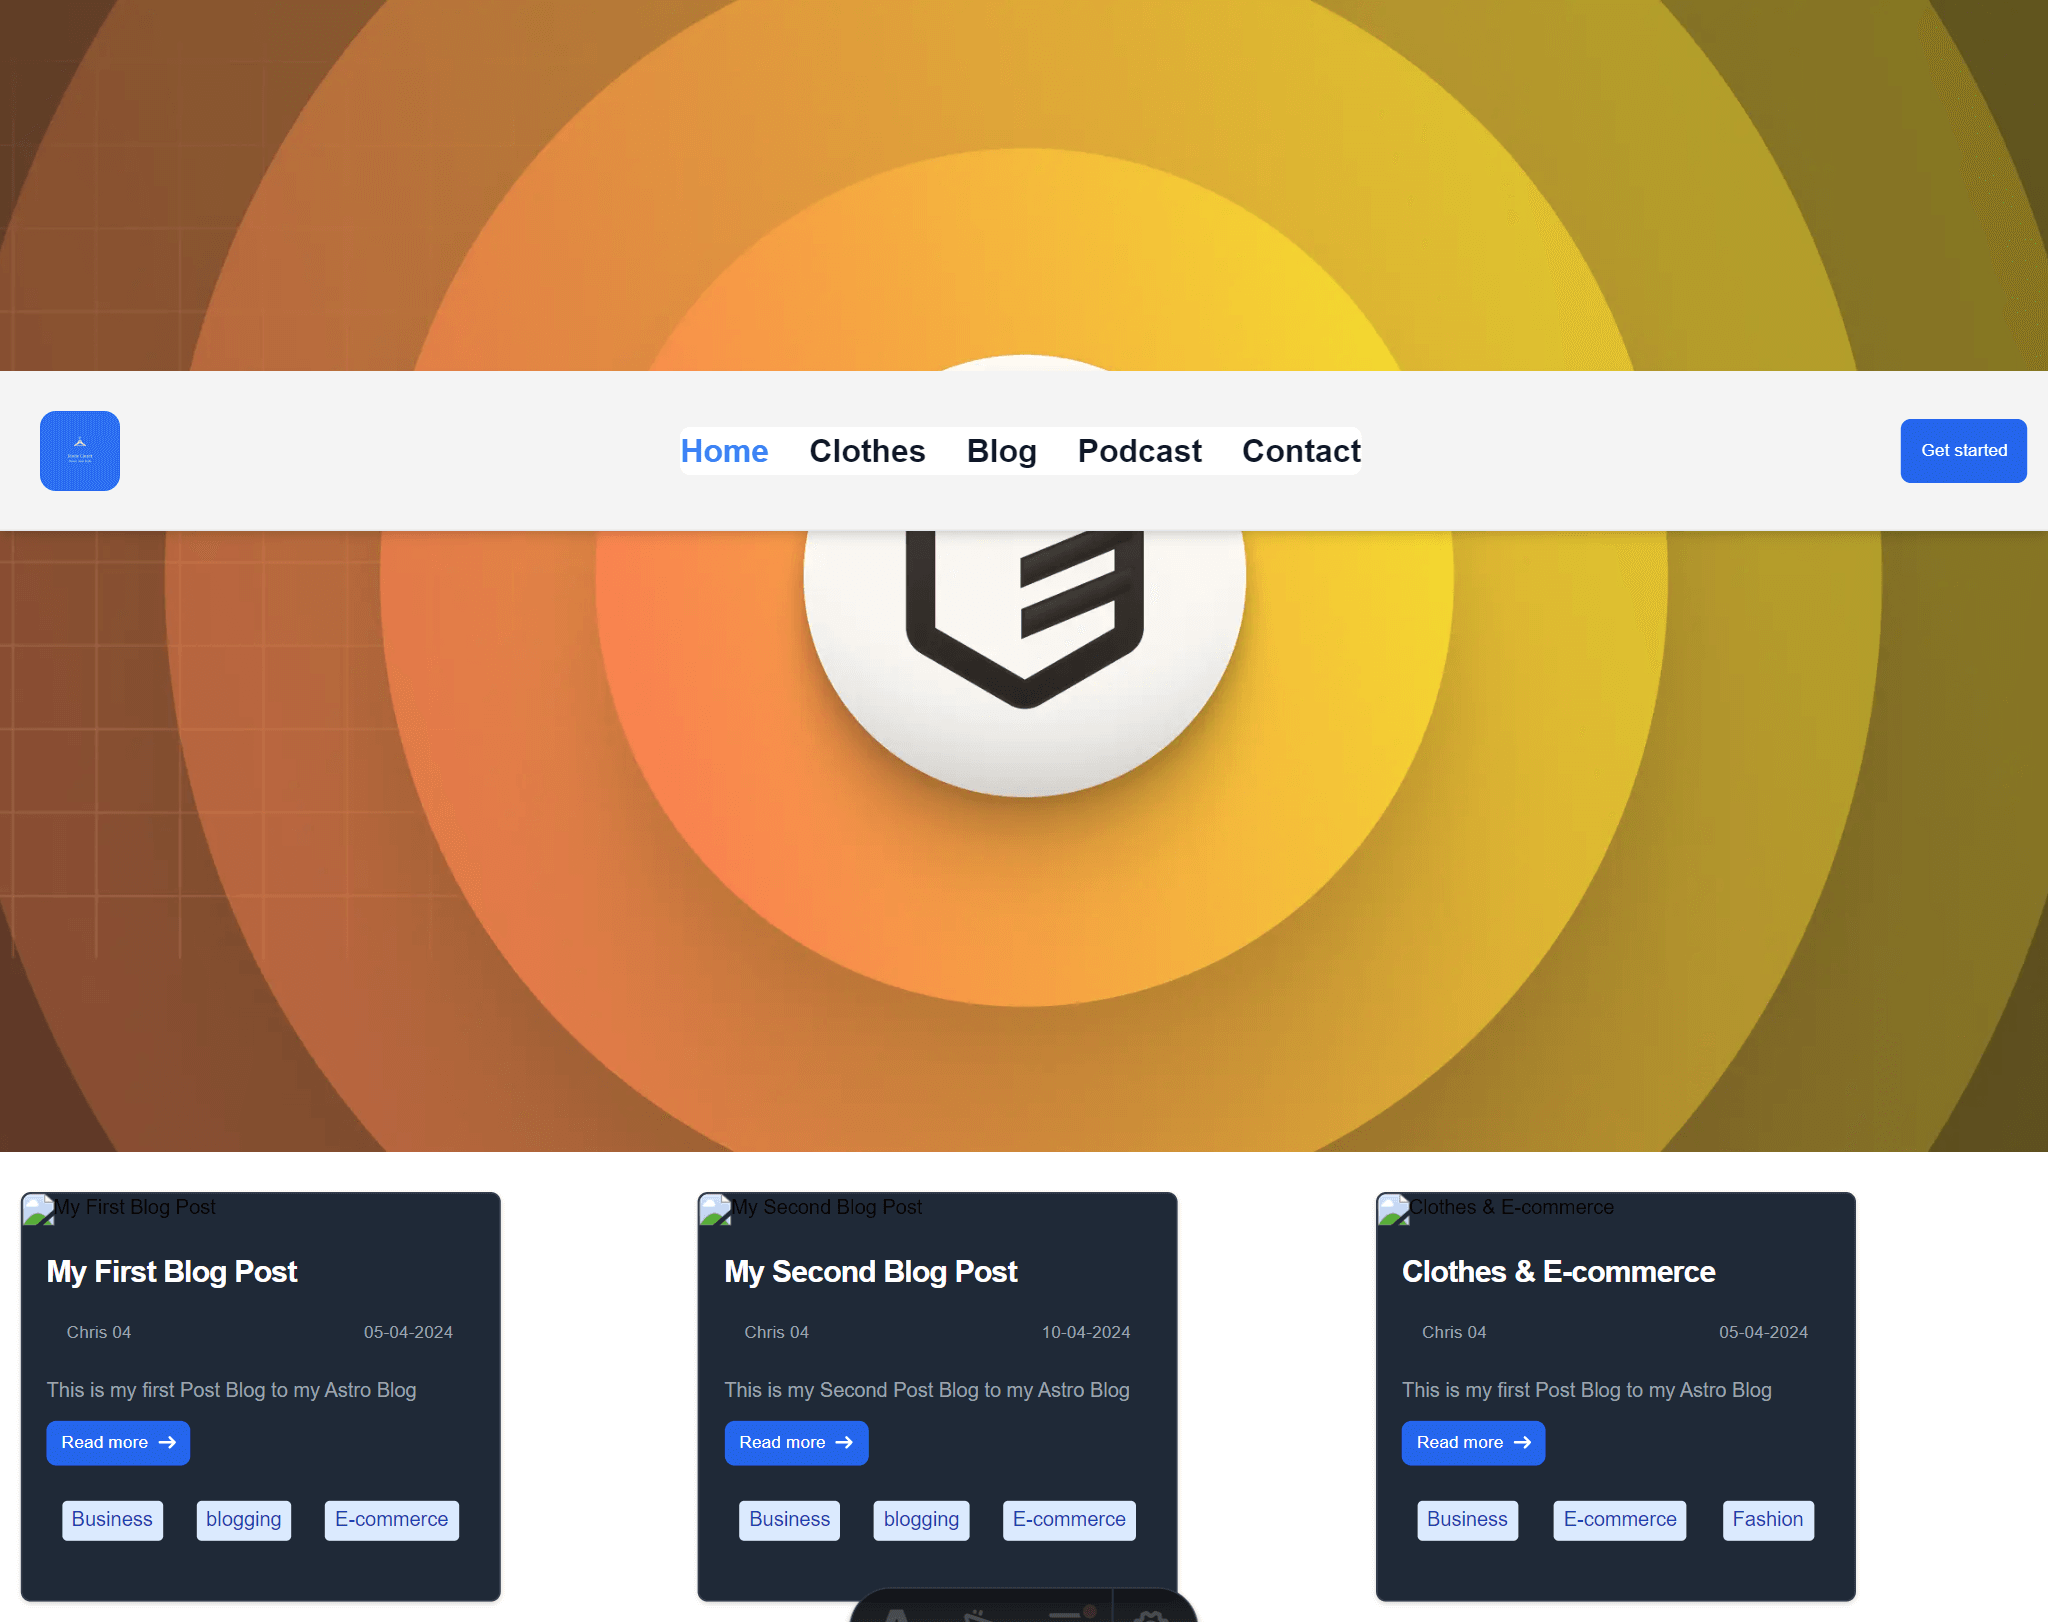 Home Clothes Blog Podcast Contact
Get started
My First Blog Post
My First Blog Post
Chris 04 05-04-2024
This is my first Post Blog to my Astro Blog
Read more
Business blogging E-commerce
My Second Blog Post
My Second Blog Post
Chris 04 10-04-2024
This is my Second Post Blog to my Astro Blog
Read more
Business blogging E-commerce
Clothes & E-commerce
Clothes & E-commerce
Chris 04 05-04-2024
This is my first Post Blog to my Astro Blog
Read more
Business E-commerce Fashion